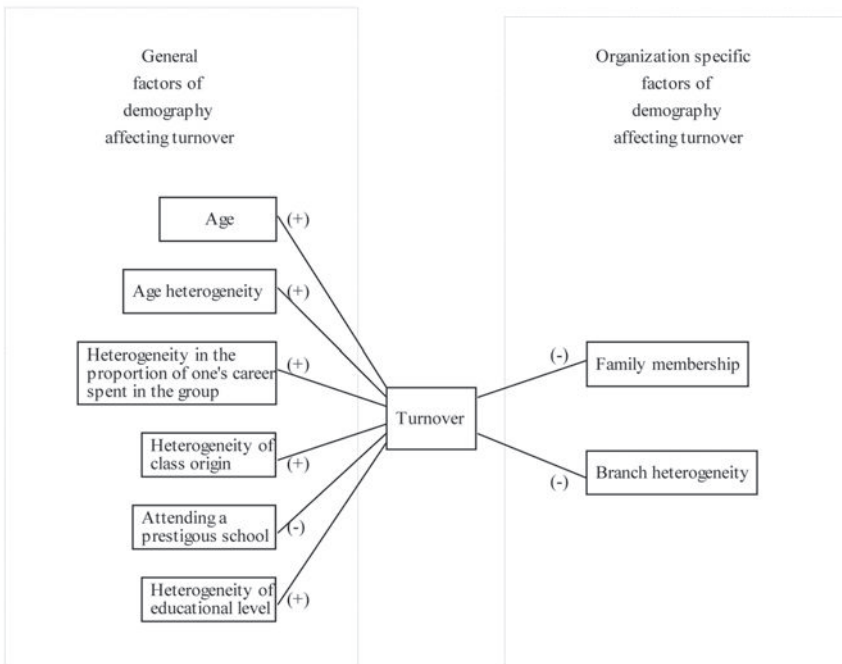 General
factors of
demography
affecting turnover
Age
(+)
Age heterogeneity
(+)
Heterogeneity in the
proportion of one's career
spent in the group
(+)
Heterogeneity of
class origin
(+)
Attending a
prestigous school
(-)
Heterogeneity of
educational level
(+)
Turnover
Organization specific
factors of
demography
affecting turnover
(-)
Family membership
(-)
Branch heterogeneity